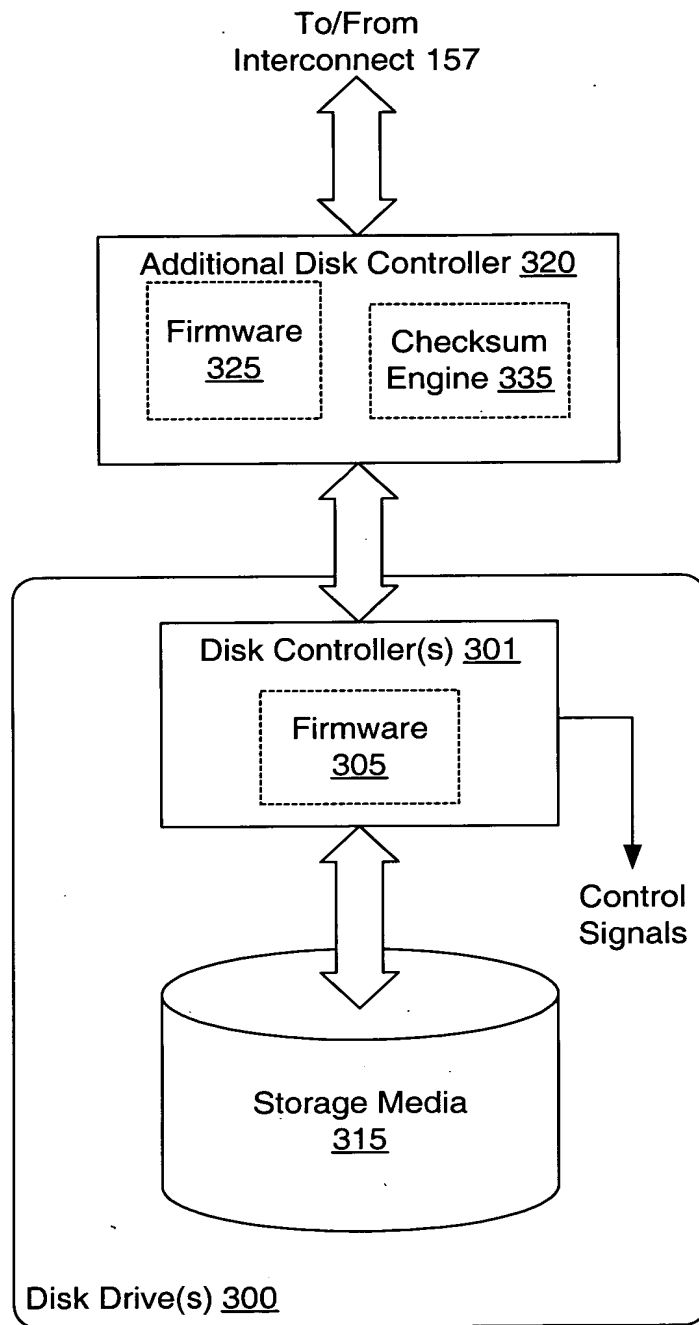 To/From
Interconnect 157
Additional Disk Controller 320
Firmware
325
Checksum
Engine 335
Disk Controller(s) 301
Firmware
305
Control
Signals
Storage Media
315
Disk Drive(s) 300